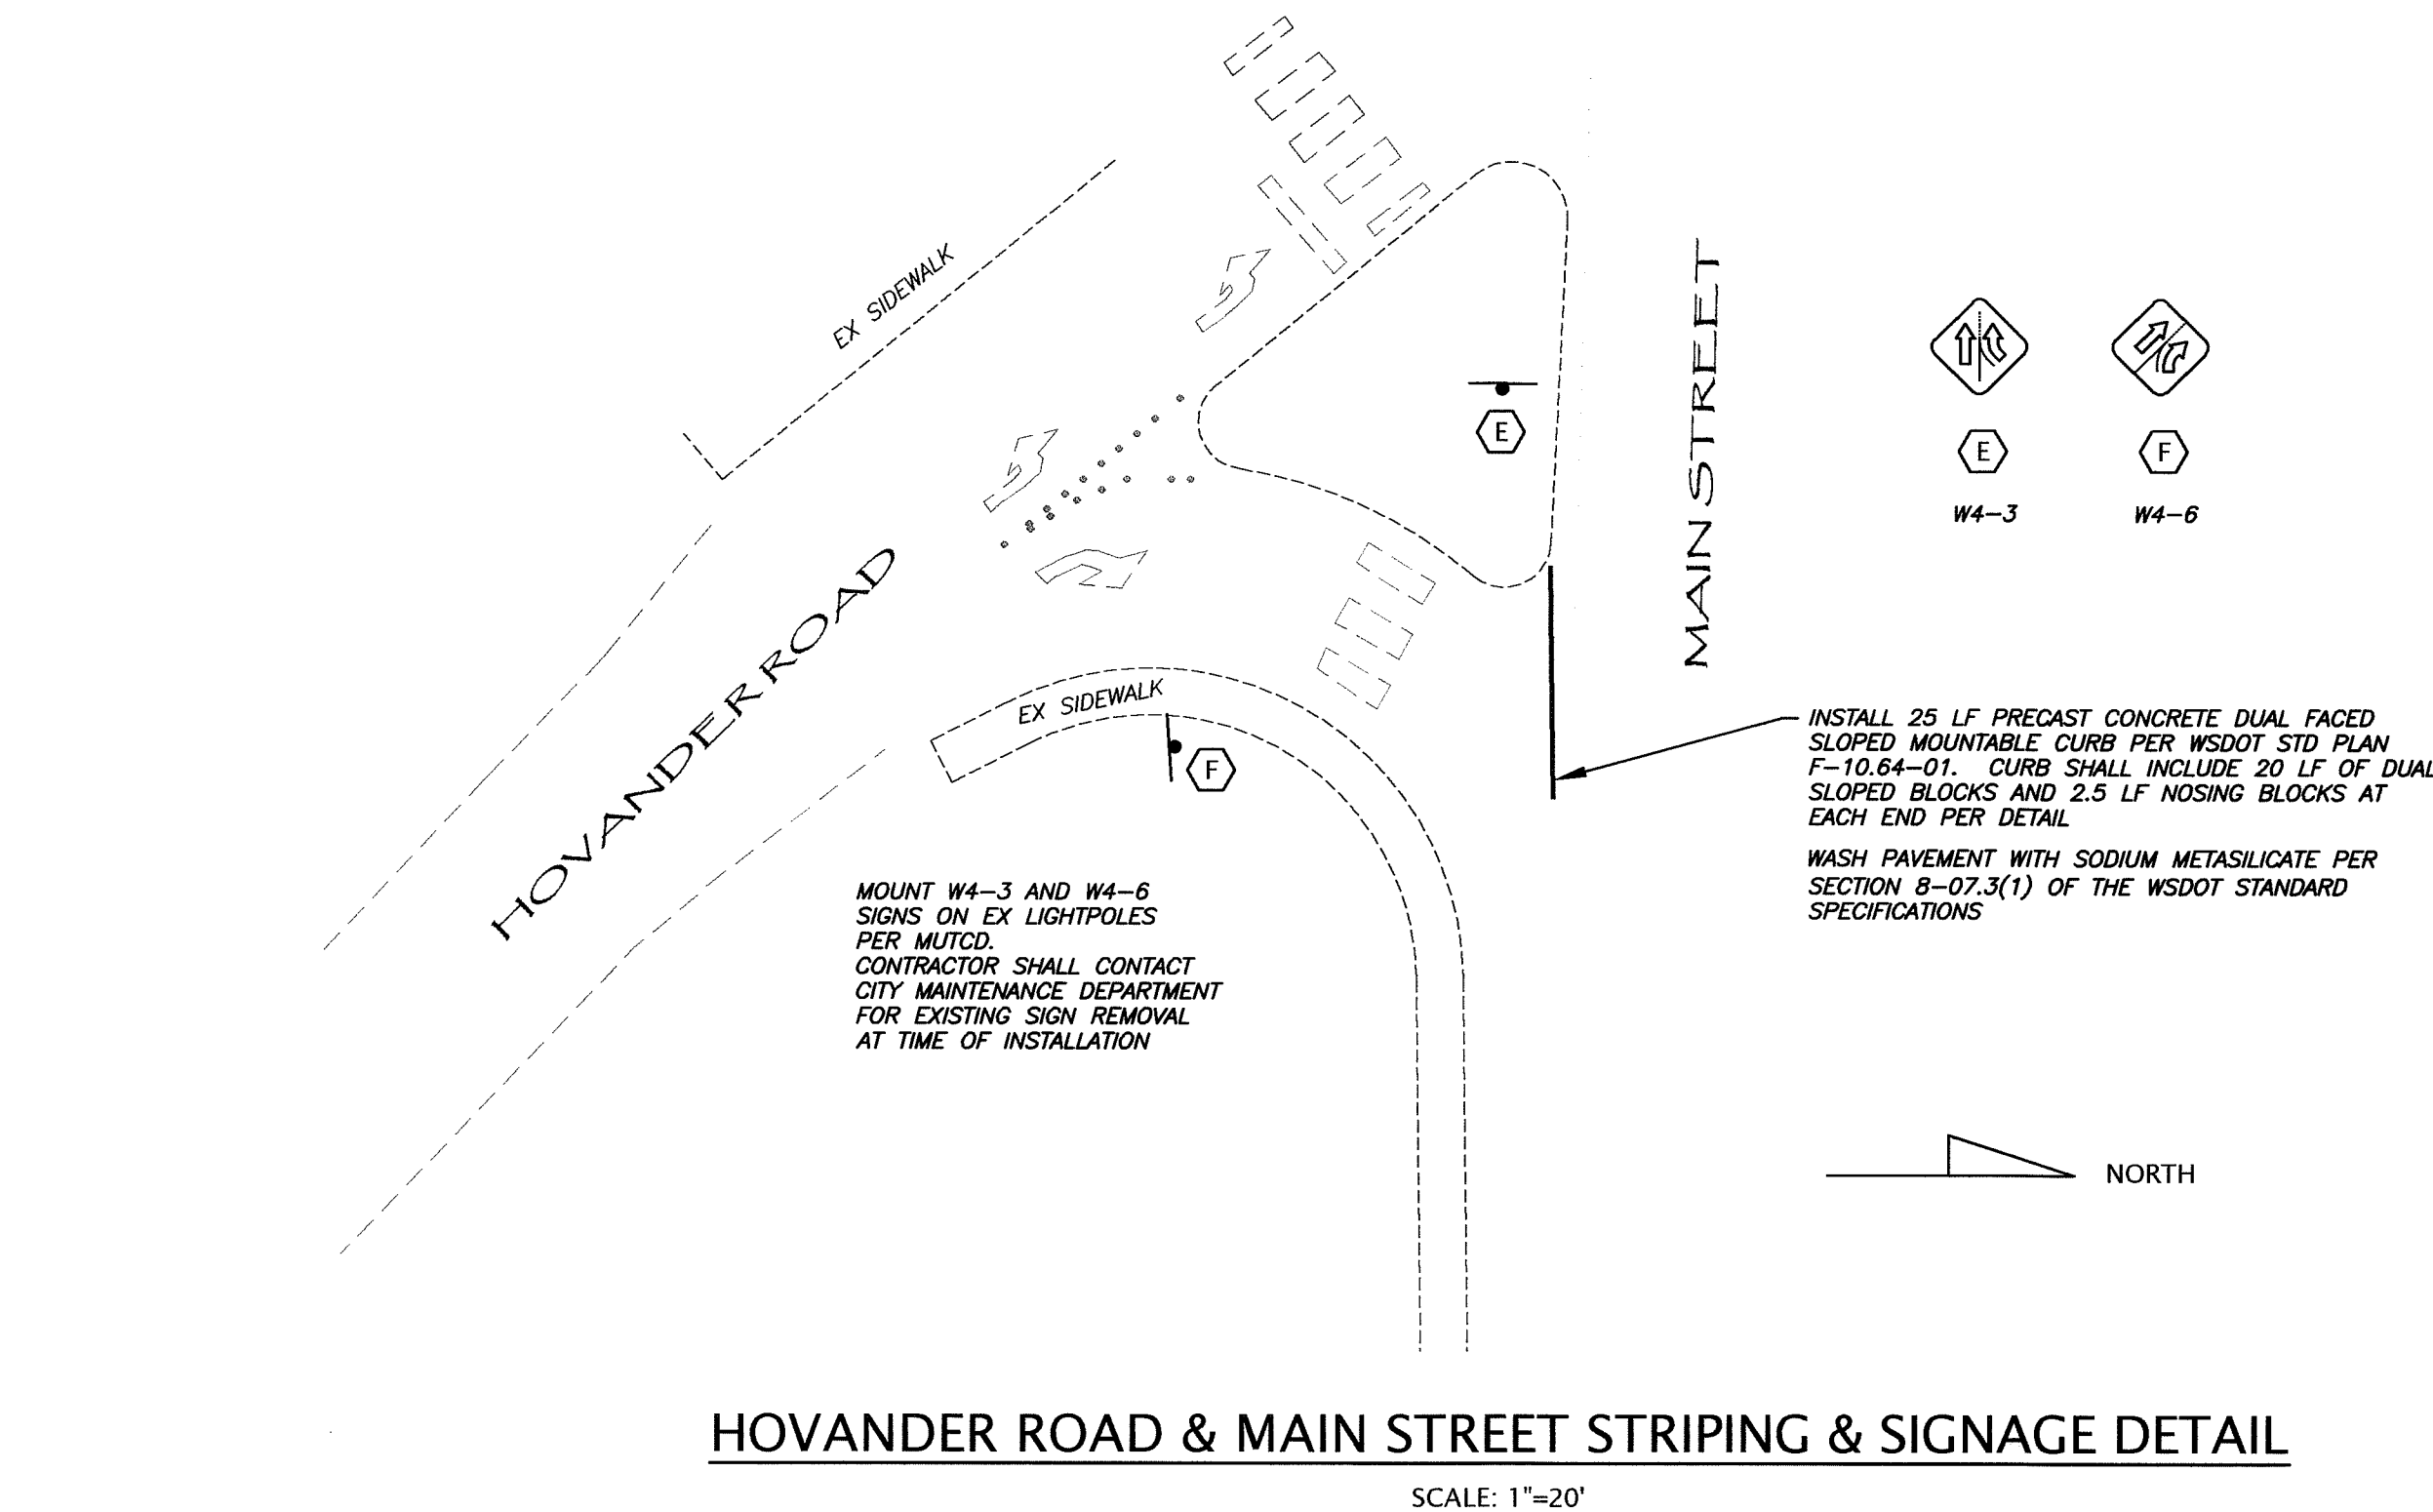 EX SIDEWALK
MAIN STREET
E
E
F
W4-3
W4-6
HOVANDER ROAD
EX SIDEWALK
F
INSTALL 25 LF PRECAST CONCRETE DUAL FACED
SLOPED MOUNTABLE CURB PER WSDOT STD PLAN
F-10.64-01. CURB SHALL INCLUDE 20 LF OF DUAL
SLOPED BLOCKS AND 2.5 LF NOSING BLOCKS AT
EACH END PER DETAIL
WASH PAVEMENT WITH SODIUM METASILICATE PER
SECTION 8-07.3(1) OF THE WSDOT STANDARD
SPECIFICATIONS
MOUNT W4-3 AND W4-6
SIGNS ON EX LIGHTPOLES
PER MUTCD.
CONTRACTOR SHALL CONTACT
CITY MAINTENANCE DEPARTMENT
FOR EXISTING SIGN REMOVAL
AT TIME OF INSTALLATION
NORTH
HOVANDER ROAD & MAIN STREET STRIPING & SIGNAGE DETAIL
SCALE: 1"=20'